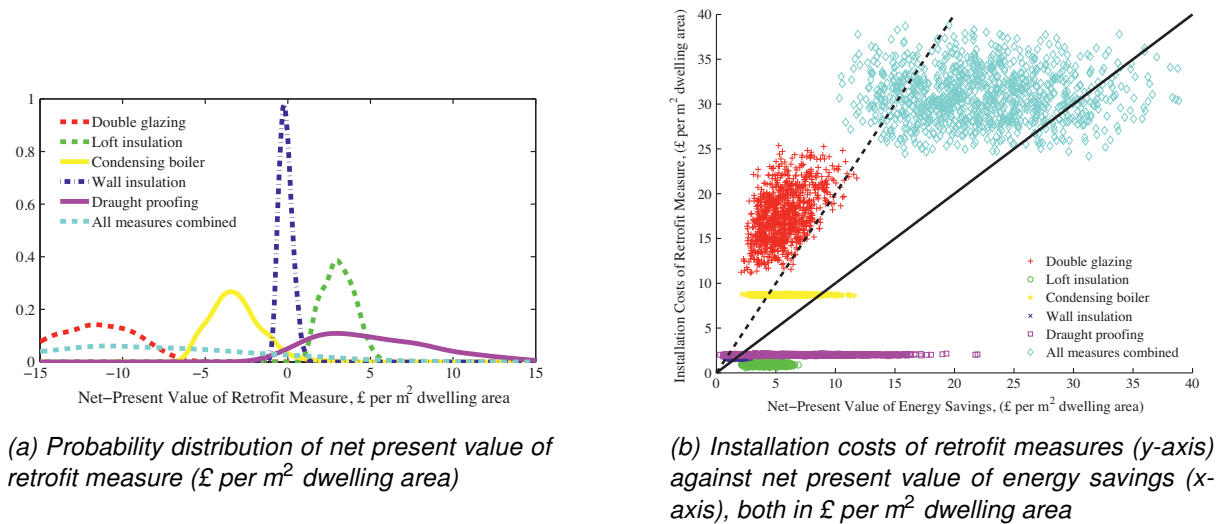 1
0.8
0.6
0.4
0.2
0
−15
−10
−5
0
5
10
15
Double glazing
Loft insulation
Condensing boiler
Wall insulation
Draught proofing
All measures combined
Net−Present Value of Retrofit Measure, £ per m² dwelling area
(a) Probability distribution of net present value of
retrofit measure (£ per m² dwelling area)
Installation Costs of Retrofit Measure, (£ per m² dwelling area)
40
35
30
25
20
15
10
5
0
0
5
10
15
20
25
30
35
40
Double glazing
Loft insulation
Condensing boiler
Wall insulation
Draught proofing
All measures combined
Net−Present Value of Energy Savings, (£ per m² dwelling area)
(b) Installation costs of retrofit measures (y-axis)
against net present value of energy savings (x-
axis), both in £ per m² dwelling area